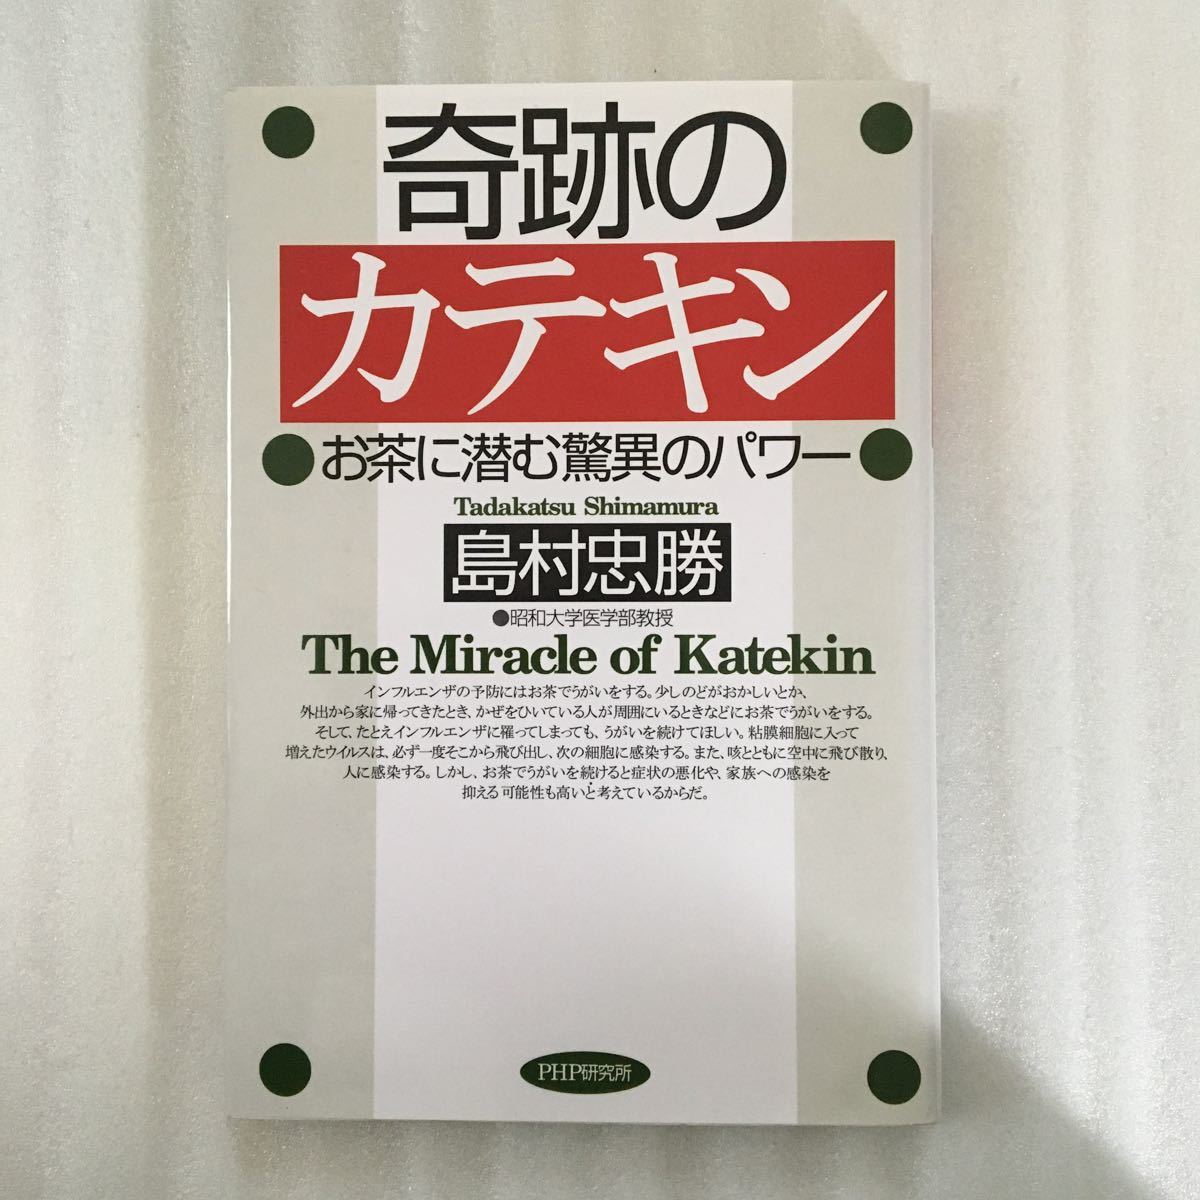 奇跡の
カテキン
●お茶に潜む驚異のパワー●
Tadakatsu Shimamura
島村忠勝
●昭和大学医学部教授
The Miracle of Katekin
インフルエンザの予防にはお茶でうがいをする。少しのどがおかしいとか、
外出から家に帰ってきたとき、かぜをひいている人が周囲にいるときなどにお茶でうがいをする。
そして、たとえインフルエンザに罹ってしまっても、うがいを続けてほしい。粘膜細胞に入って
増えたウイルスは、必ず一度そこから飛び出し、次の細胞に感染する。また、咳とともに空中に飛び散り、
人に感染する。しかし、お茶でうがいを続けると症状の悪化や、家族への感染を
抑える可能性も高いと考えているからだ。
PHP研究所